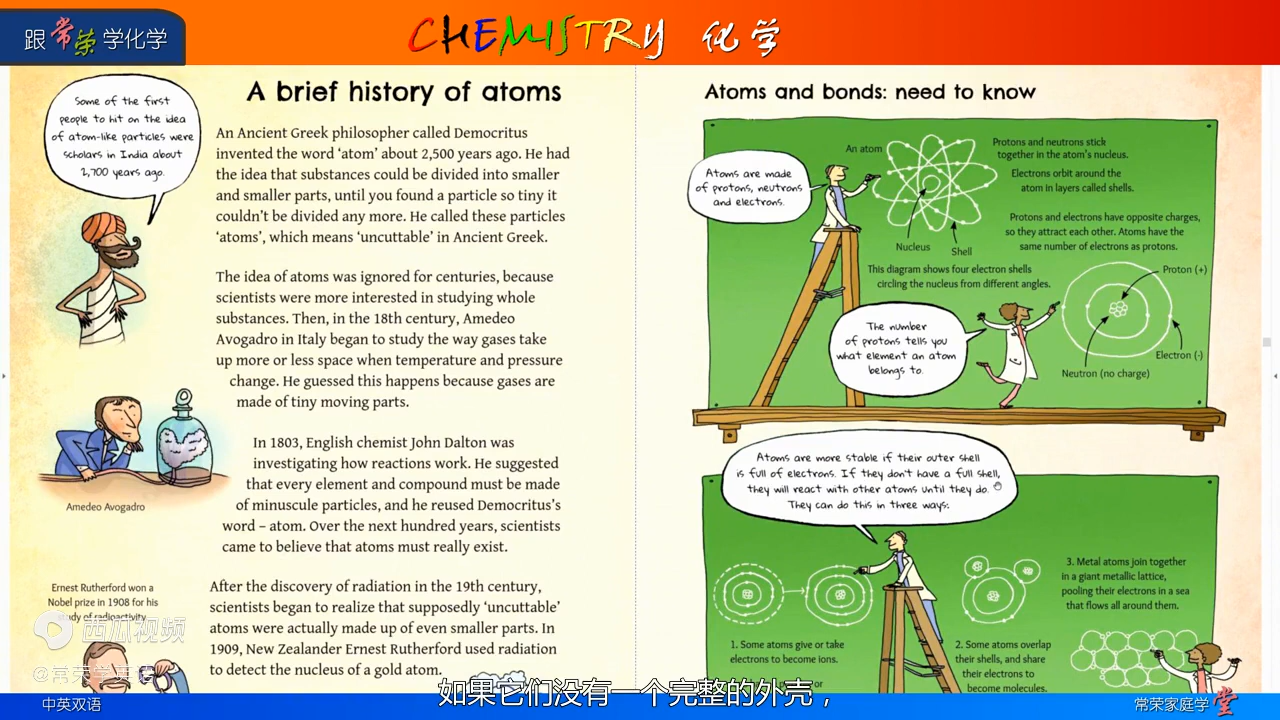 跟常荣学化学
CHEMISTRY 化学
Some of the first
people to hit on the idea
of atom-like particles were
scholars in India about
2,700 years ago.
A brief history of atoms
An Ancient Greek philosopher called Democritus
invented the word ‘atom’ about 2,500 years ago. He had
the idea that substances could be divided into smaller
and smaller parts, until you found a particle so tiny it
couldn’t be divided any more. He called these particles
‘atoms’, which means ‘uncuttable’ in Ancient Greek.
The idea of atoms was ignored for centuries, because
scientists were more interested in studying whole
substances. Then, in the 18th century, Amedeo
Avogadro in Italy began to study the way gases take
up more or less space when temperature and pressure
change. He guessed this happens because gases are
made of tiny moving parts.
Amedeo Avogadro
In 1803, English chemist John Dalton was
investigating how reactions work. He suggested
that every element and compound must be made
of minuscule particles, and he reused Democritus’s
word – atom. Over the next hundred years, scientists
came to believe that atoms must really exist.
Ernest Rutherford won a
Nobel prize in 1908 for his
study of radioactivity.
After the discovery of radiation in the 19th century,
scientists began to realize that supposedly ‘uncuttable’
atoms were actually made up of even smaller parts. In
1909, New Zealander Ernest Rutherford used radiation
to detect the nucleus of a gold atom.
西瓜视频
@常荣学英语
Atoms and bonds: need to know
Atoms are made
of protons, neutrons
and electrons.
An atom
Nucleus
Shell
Protons and neutrons stick
together in the atom’s nucleus.
Electrons orbit around the
atom in layers called shells.
Protons and electrons have opposite charges,
so they attract each other. Atoms have the
same number of electrons as protons.
This diagram shows four electron shells
circling the nucleus from different angles.
The number
of protons tells you
what element an atom
belongs to.
Proton (+)
Electron (-)
Neutron (no charge)
Atoms are more stable if their outer shell
is full of electrons. If they don’t have a full shell,
they will react with other atoms until they do.
They can do this in three ways:
1. Some atoms give or take
electrons to become ions.
2. Some atoms overlap
their shells, and share
their electrons to
become molecules.
3. Metal atoms join together
in a giant metallic lattice,
pooling their electrons in a sea
that flows all around them.
or
如果它们没有一个完整的外壳，
中英双语
常荣家庭学堂